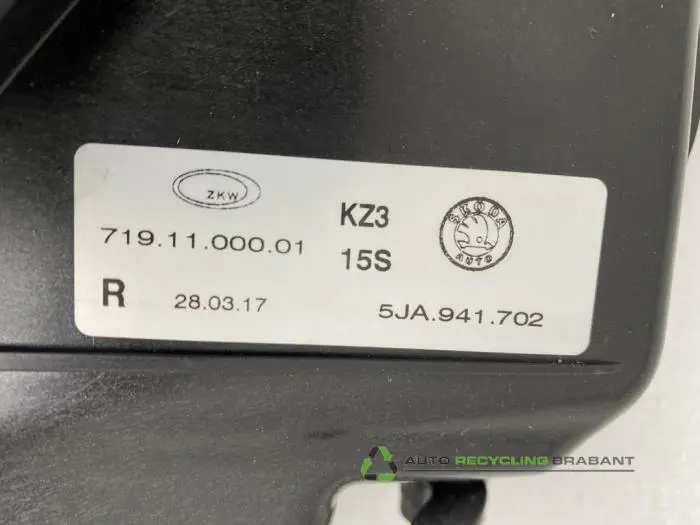 ZKW
719.11.000.01
KZ3
15S
ŠKODA
AUTO
R
28.03.17
5JA.941.702
AUTO RECYCLING BRABANT